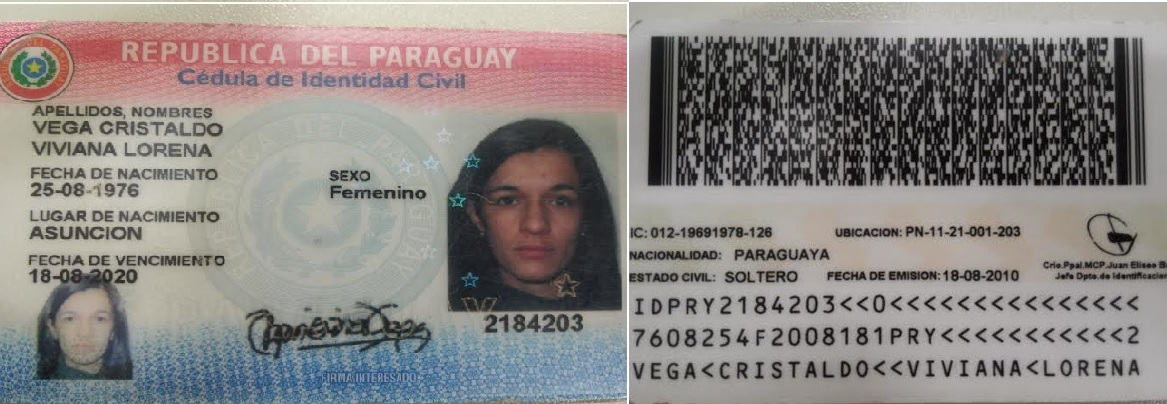 REPUBLICA DEL PARAGUAY
Cédula de Identidad Civil
APELLIDOS, NOMBRES
VEGA CRISTALDO
VIVIANA LORENA
FECHA DE NACIMIENTO
25-08-1976
SEXO
Femenino
LUGAR DE NACIMIENTO
ASUNCION
FECHA DE VENCIMIENTO
18-08-2020
2184203
FIRMA INTERESADO
IC: 012-19691978-126 UBICACION: PN-11-21-001-203
NACIONALIDAD: PARAGUAYA
ESTADO CIVIL: SOLTERO FECHA DE EMISION: 18-08-2010
Crio.Ppal.MCP.Juan Eliseo
Jefe Dpto.de Identificacion
IDPRY2184203<<0<<<<<<<<<<<<<<<
7608254F2008181PRY<<<<<<<<<<<2
VEGA<CRISTALDO<<VIVIANA<LORENA